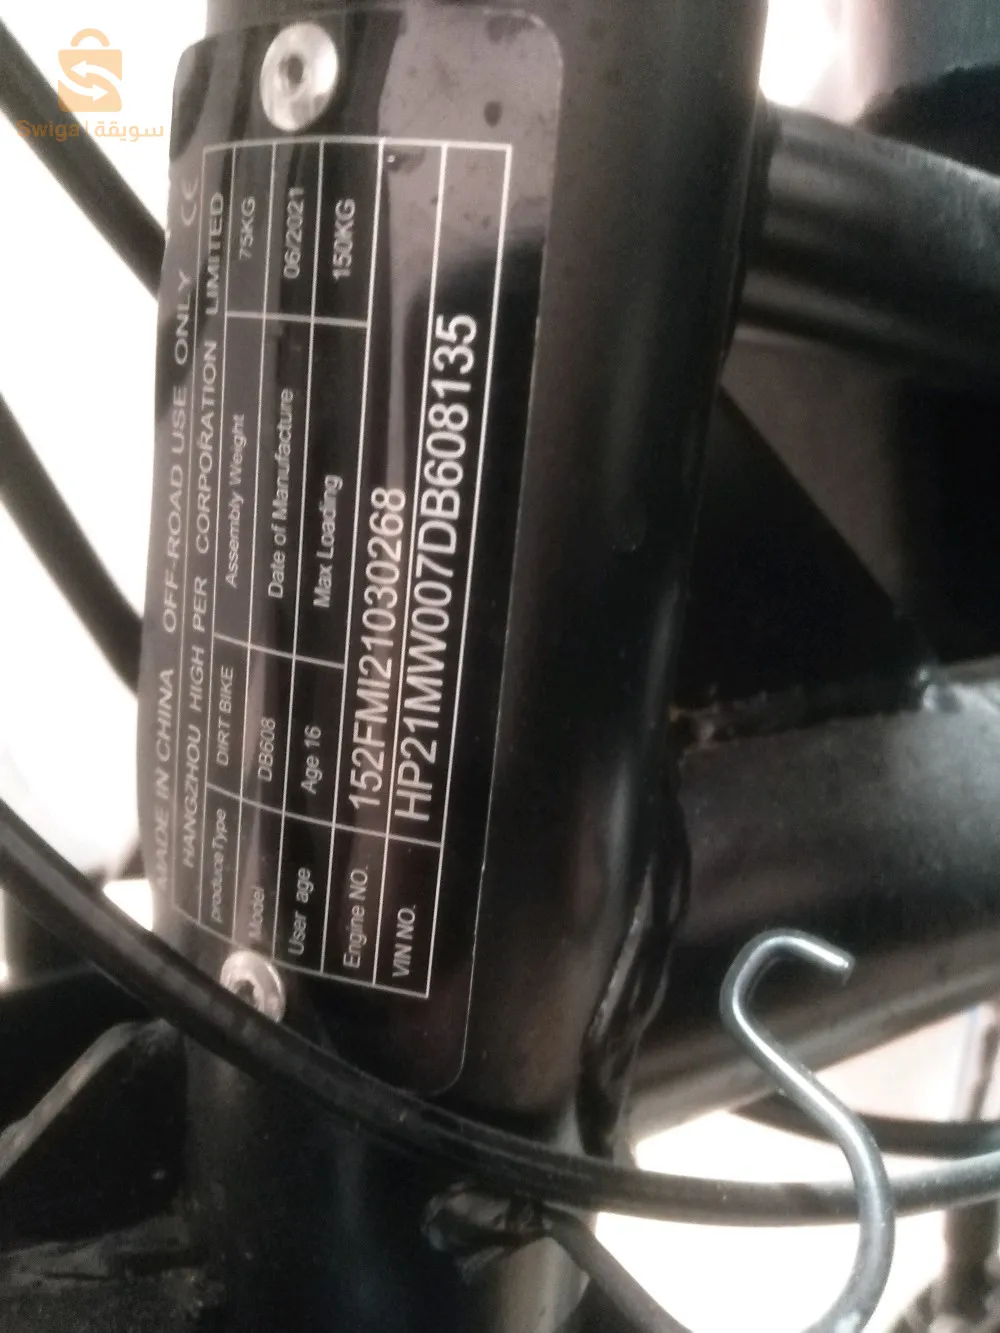 Swiga سويقة
MADE IN CHINA OFF-ROAD USE ONLY CE
HANGZHOU HIGH PER CORPORATION LIMITED
produceType DIRT BIKE Assembly Weight 75KG
Model DB608 Date of Manufacture 06/2021
User age Age 16 Max Loading 150KG
Engine NO. 152FMI21030268
VIN NO. HP21MW007DB608135